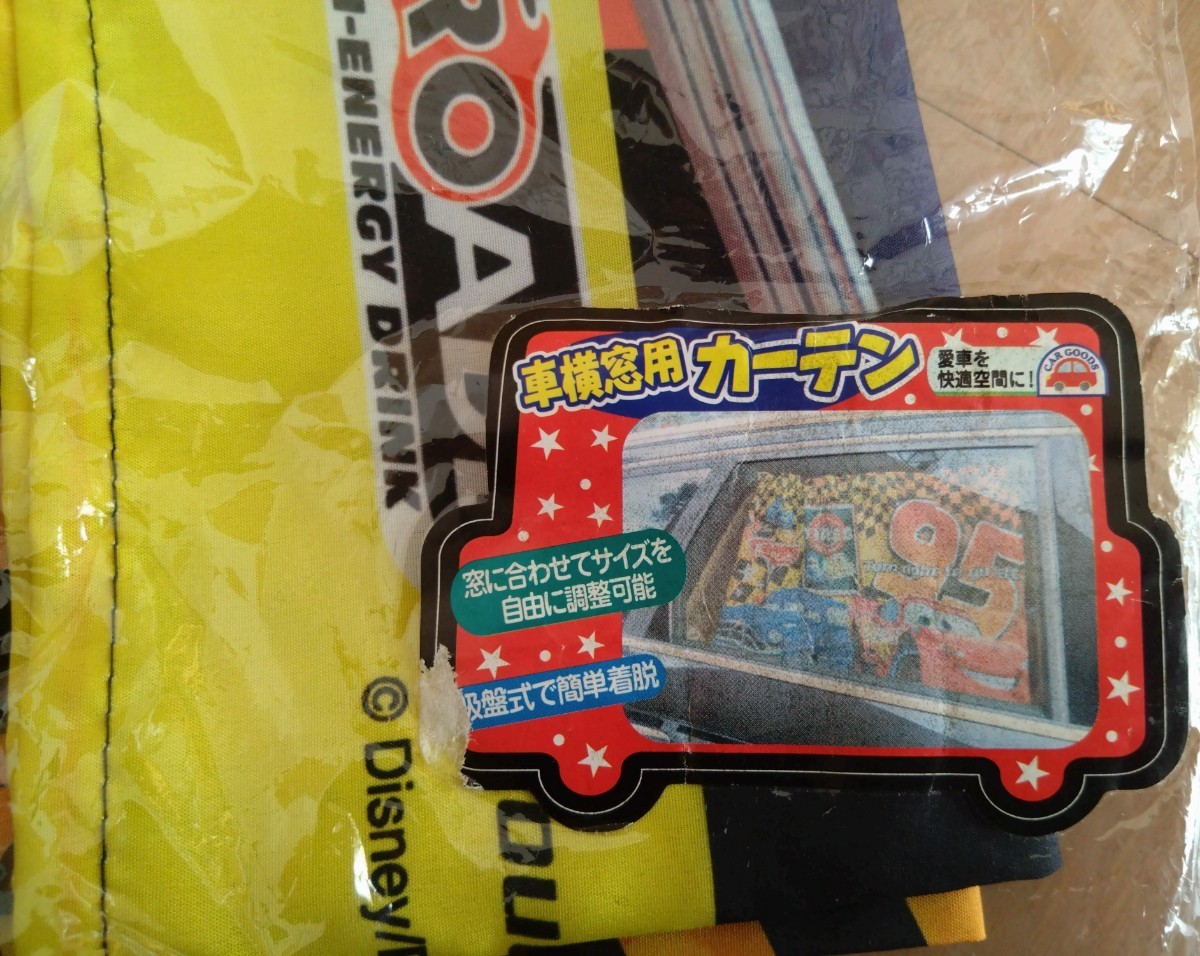 RO
-ENERGY DRINK
車横窓用 カーテン
愛車を
快適空間に!
CAR GOODS
窓に合わせてサイズを
自由に調整可能
吸盤式で簡単着脱
95
© Disney/